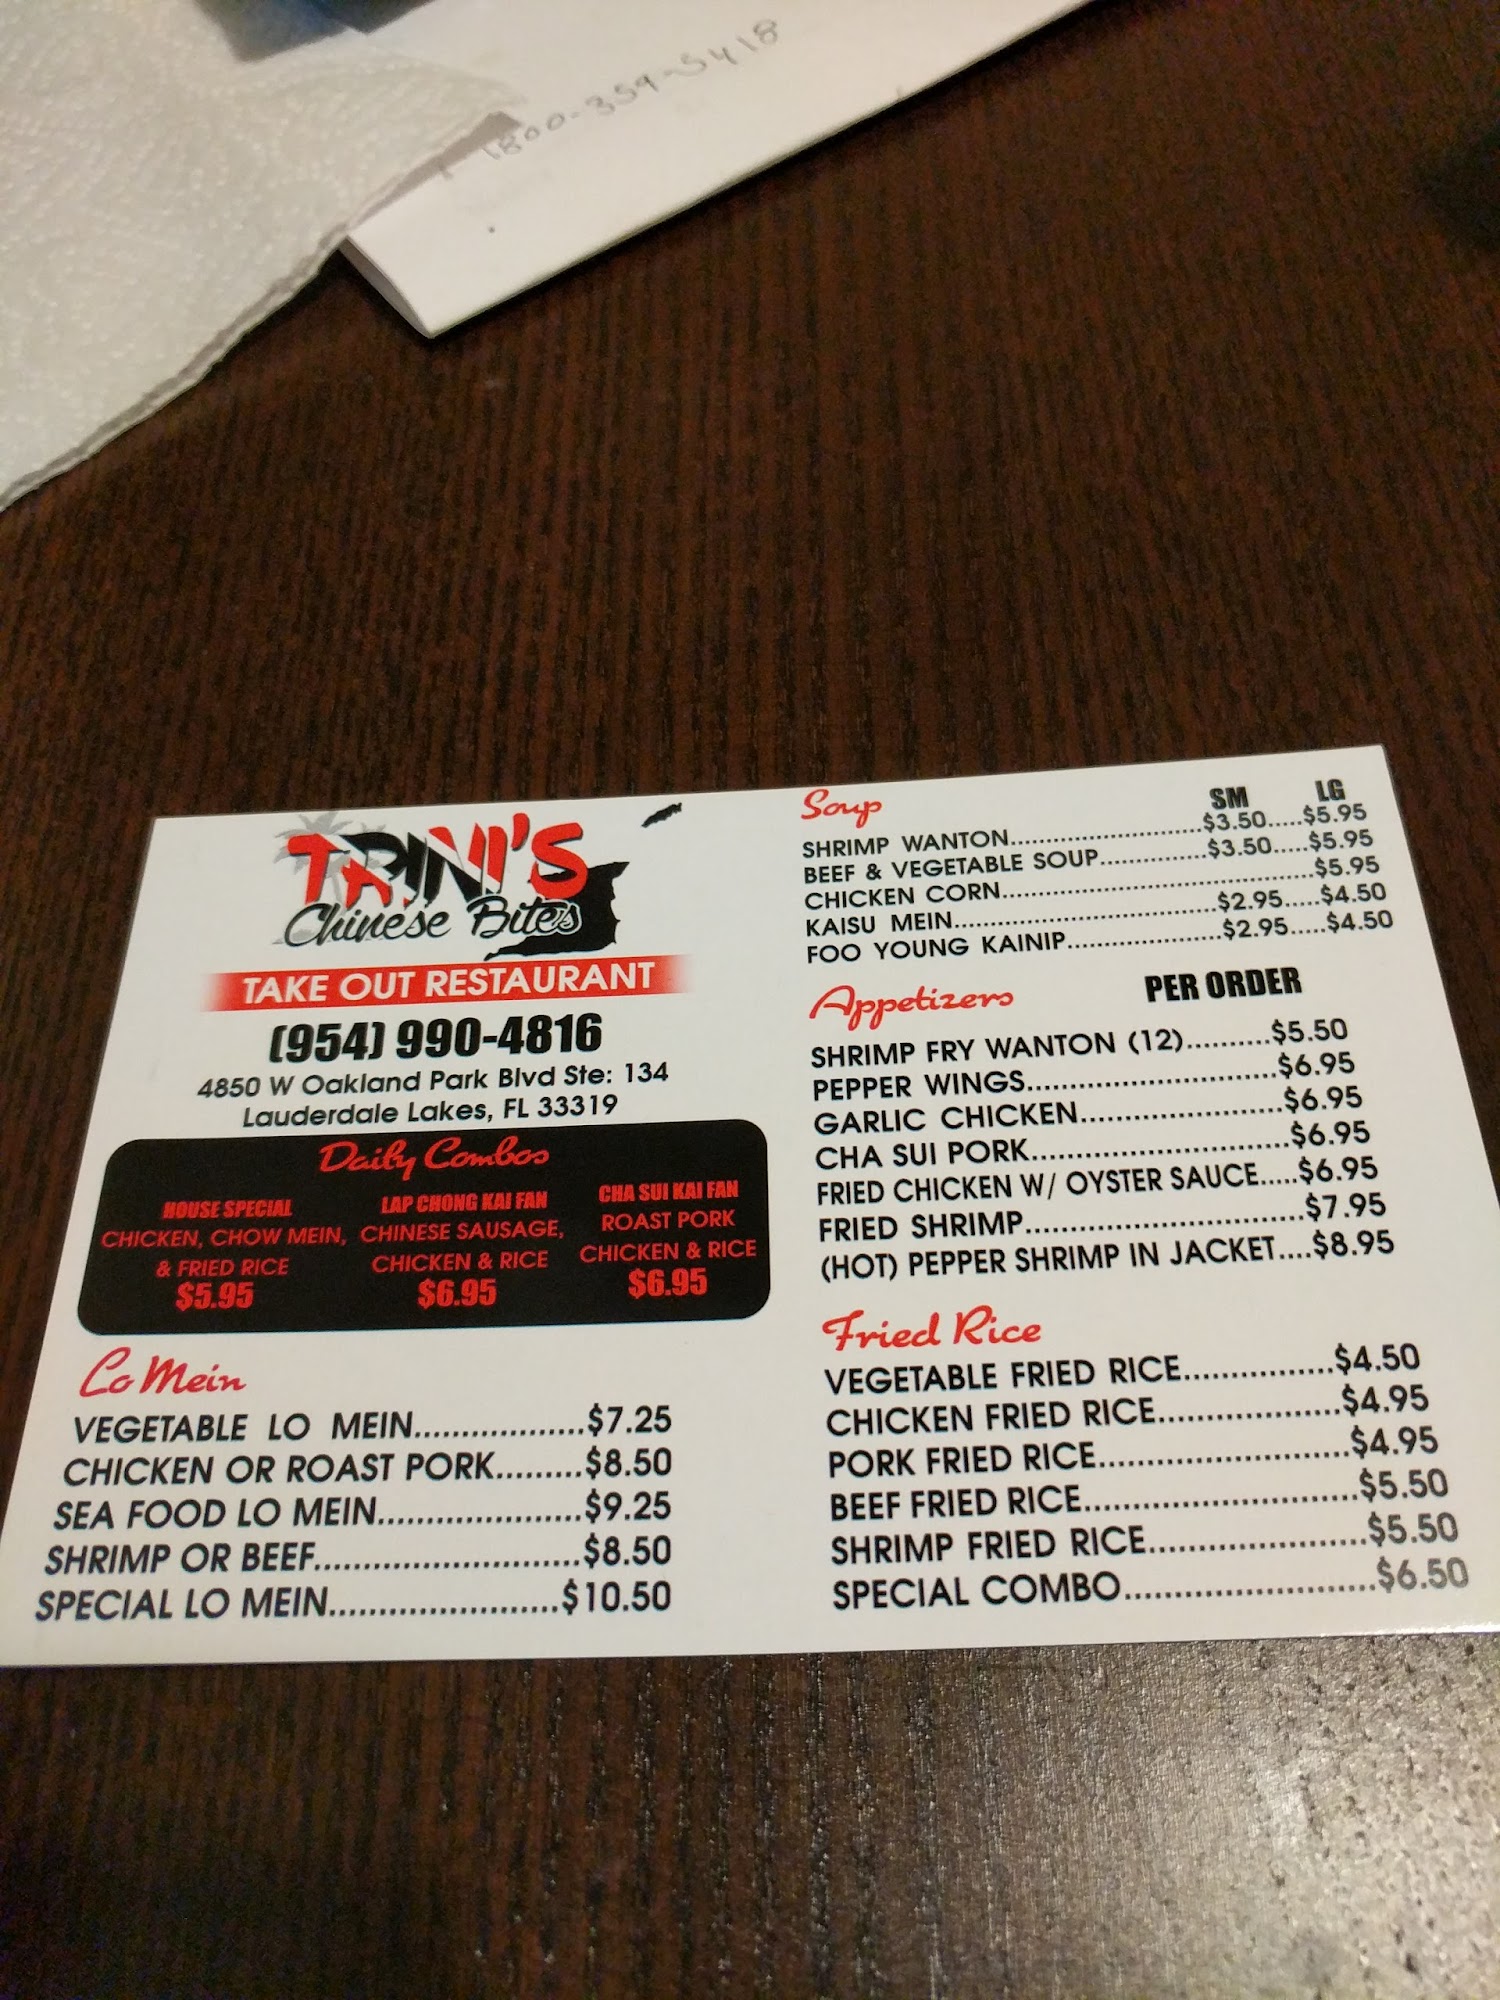 1800-359-5418
TRINI'S
Chinese Bites
TAKE OUT RESTAURANT
(954) 990-4816
4850 W Oakland Park Blvd Ste: 134
Lauderdale Lakes, FL 33319
Daily Combos
HOUSE SPECIAL
CHICKEN, CHOW MEIN,
& FRIED RICE
$5.95
LAP CHONG KAI FAN
CHINESE SAUSAGE,
CHICKEN & RICE
$6.95
CHA SUI KAI FAN
ROAST PORK
CHICKEN & RICE
$6.95
Lo Mein
VEGETABLE LO MEIN...................$7.25
CHICKEN OR ROAST PORK.........$8.50
SEA FOOD LO MEIN......................$9.25
SHRIMP OR BEEF............................$8.50
SPECIAL LO MEIN........................$10.50
Soup SM LG
SHRIMP WANTON............................$3.50.....$5.95
BEEF & VEGETABLE SOUP...............$3.50.....$5.95
CHICKEN CORN.............................................$5.95
KAISU MEIN.....................................$2.95.....$4.50
FOO YOUNG KAINIP......................$2.95.....$4.50
Appetizers PER ORDER
SHRIMP FRY WANTON (12)..........$5.50
PEPPER WINGS..............................$6.95
GARLIC CHICKEN........................$6.95
CHA SUI PORK...............................$6.95
FRIED CHICKEN W/ OYSTER SAUCE.....$6.95
FRIED SHRIMP.................................$7.95
(HOT) PEPPER SHRIMP IN JACKET....$8.95
Fried Rice
VEGETABLE FRIED RICE................$4.50
CHICKEN FRIED RICE...................$4.95
PORK FRIED RICE..........................$4.95
BEEF FRIED RICE............................$5.50
SHRIMP FRIED RICE......................$5.50
SPECIAL COMBO.........................$6.50